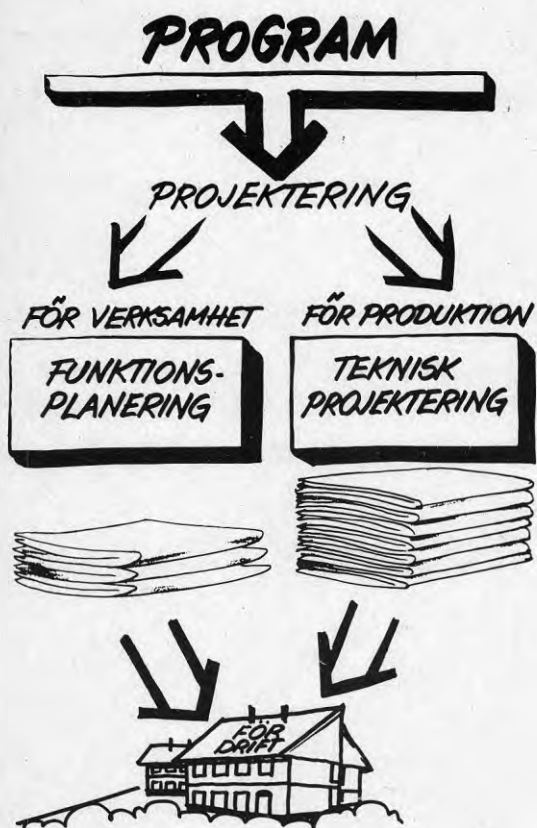 PROGRAM
PROJEKTERING
FÖR VERKSAMHET
FUNKTIONS-
PLANERING
FÖR PRODUKTION
TEKNISK
PROJEKTERING
FÖR
DRIFT